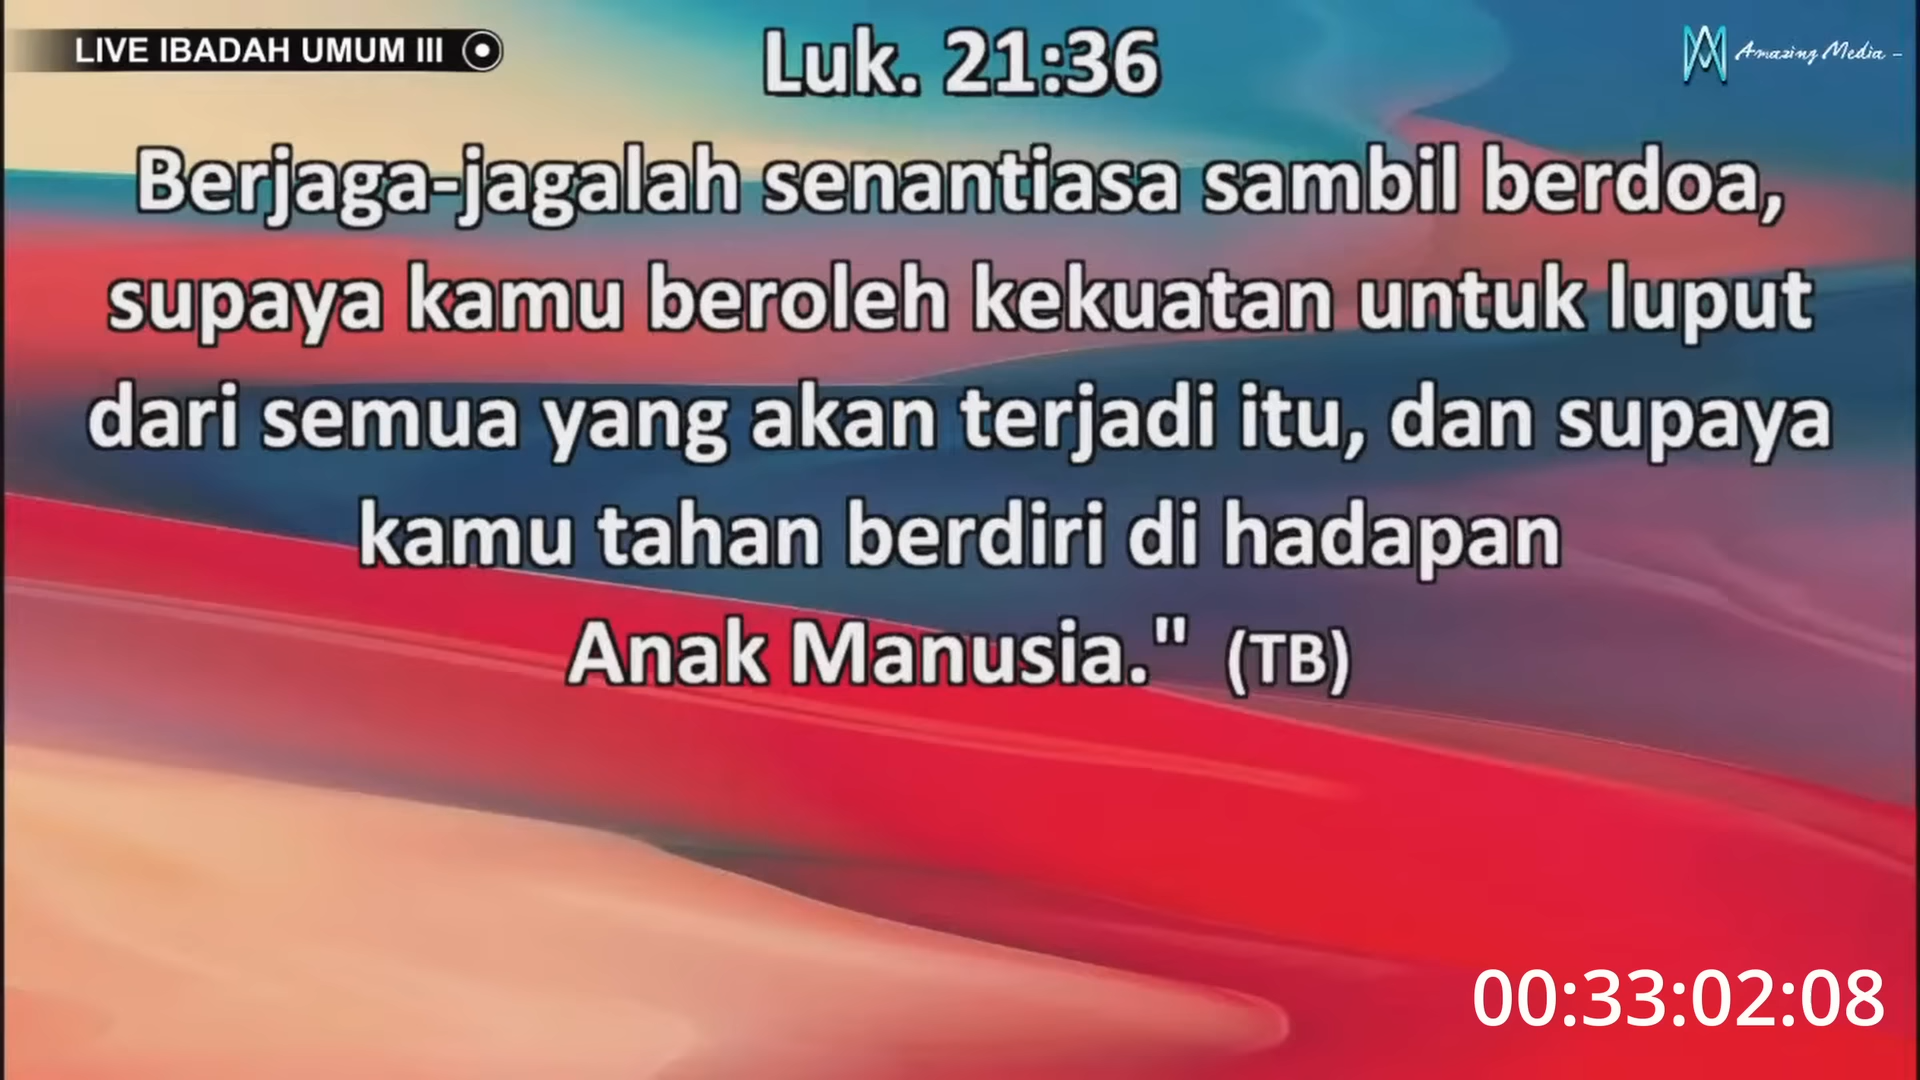 LIVE IBADAH UMUM III
Luk. 21:36
Amazing Media -
Berjaga-jagalah senantiasa sambil berdoa,
supaya kamu beroleh kekuatan untuk luput
dari semua yang akan terjadi itu, dan supaya
kamu tahan berdiri di hadapan
Anak Manusia." (TB)
00:33:02:08